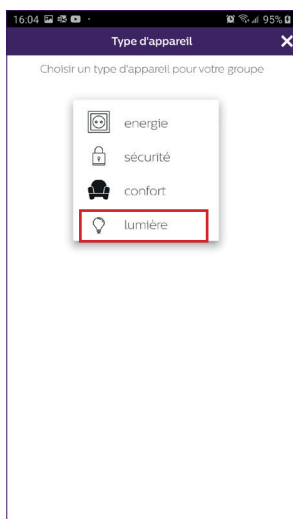 16:04 95%
Type d'appareil
Choisir un type d'appareil pour votre groupe
energie
sécurité
confort
lumière